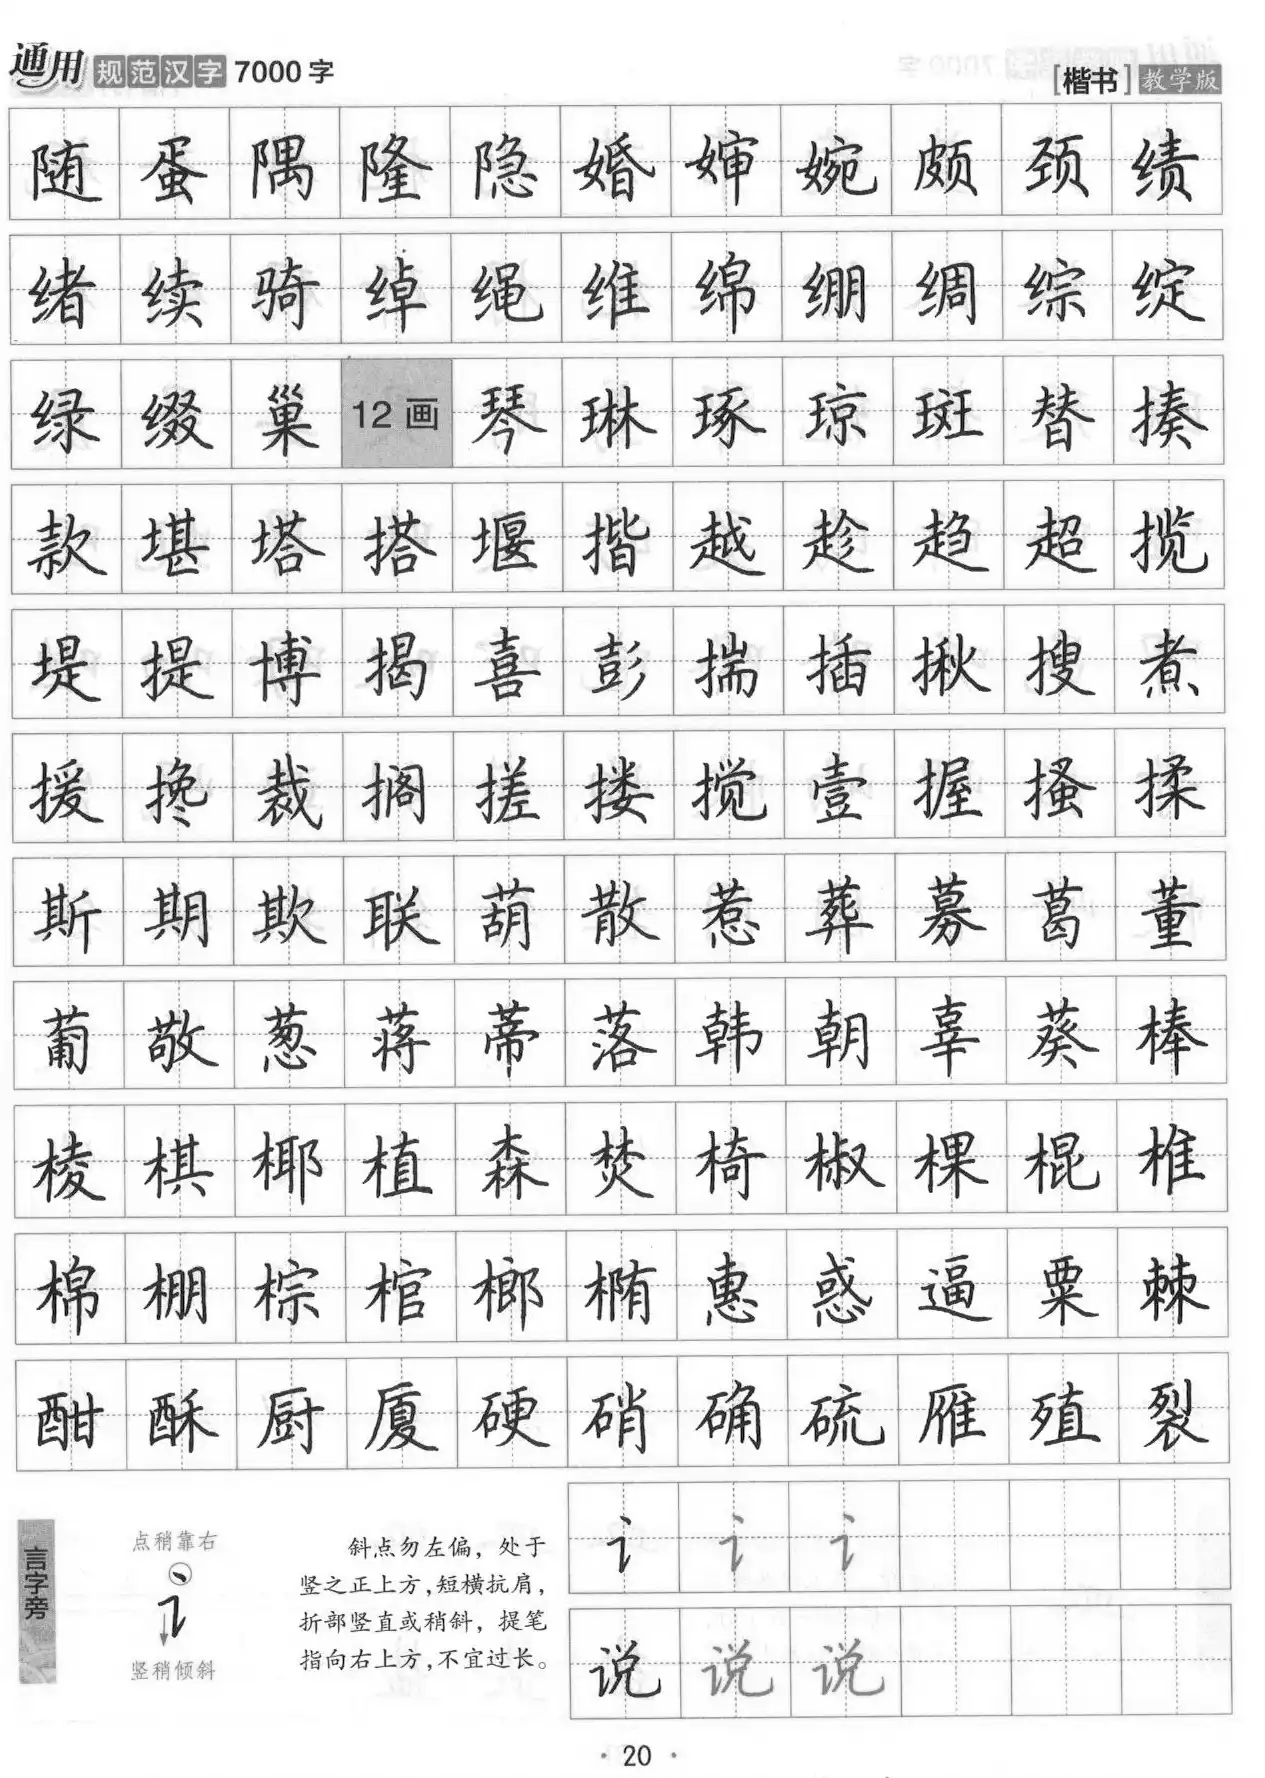 通用规范汉字7000字 [楷书]教学版
随蛋隅隆隐婚婶婉颇颈绩
绪续骑绰绳维绵绷绸综绽
绿缀巢12画琴琳琢琼斑替揍
款堪塔搭堰揩越趁趋超揽
堤提博揭喜彭揣插揪搜煮
援搀裁搁搓搂搅壹握搔揉
斯期欺联葫散惹葬募葛董
葡敬葱蒋蒂落韩朝辜葵棒
棱棋椰植森焚椅椒棵棍椎
棉棚棕棺榔椭惠惑逼粟棘
酣酥厨厦硬硝确硫雁殖裂
讠讠讠
说说说
言字旁
点稍靠右
竖稍倾斜
斜点勿左偏，处于
竖之正上方，短横抗肩，
折部竖直或稍斜，提笔
指向右上方，不宜过长。
·20·